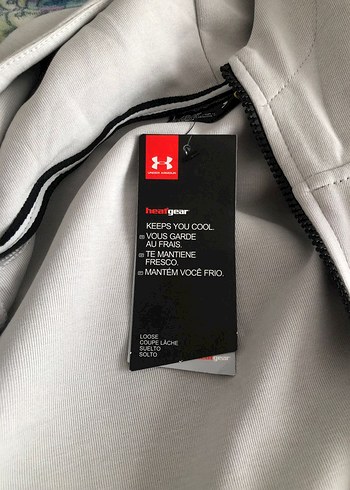 UNDER ARMOUR
heatgear
KEEPS YOU COOL.
VOUS GARDE
AU FRAIS.
TE MANTIENE
FRESCO.
MANTÉM VOCÊ FRIO.
LOOSE
COUPE LÂCHE
SUELTO
SOLTO
heatgear